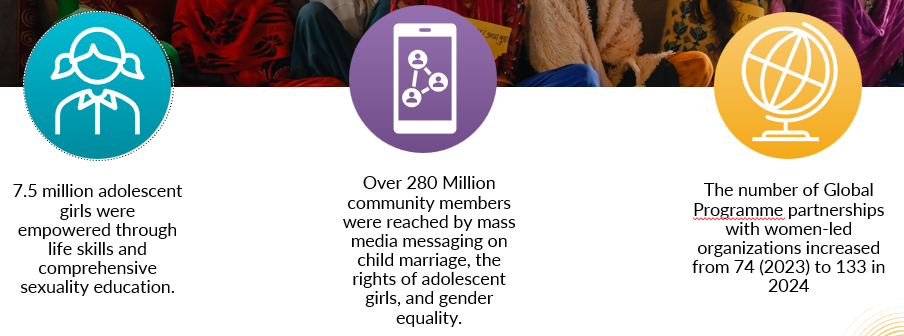 7.5 million adolescent
girls were
empowered through
life skills and
comprehensive
sexuality education.
Over 280 Million
community members
were reached by mass
media messaging on
child marriage, the
rights of adolescent
girls, and gender
equality.
The number of Global
Programme partnerships
with women-led
organizations increased
from 74 (2023) to 133 in
2024